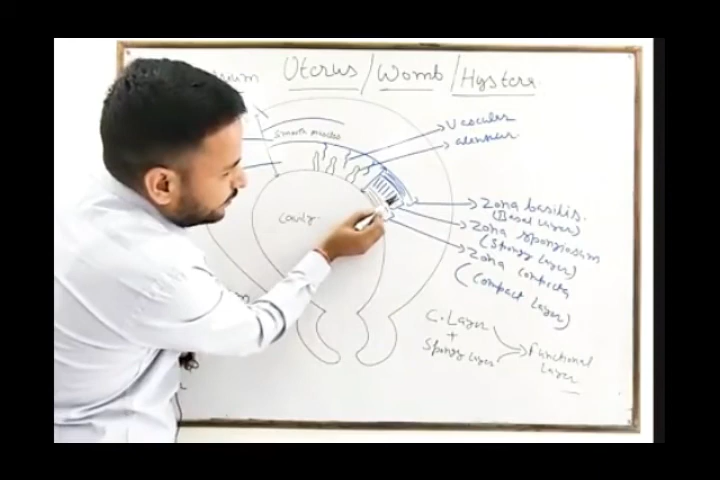 Uterus / Womb / Hystera
Smooth muscles
Vascular
cavity
Zona basilis
(Basal layer)
Zona spongiosum
(Spongy layer)
Zona compacta
(Compact layer)
C. Layer
+
Spongy layer
Functional
Layer